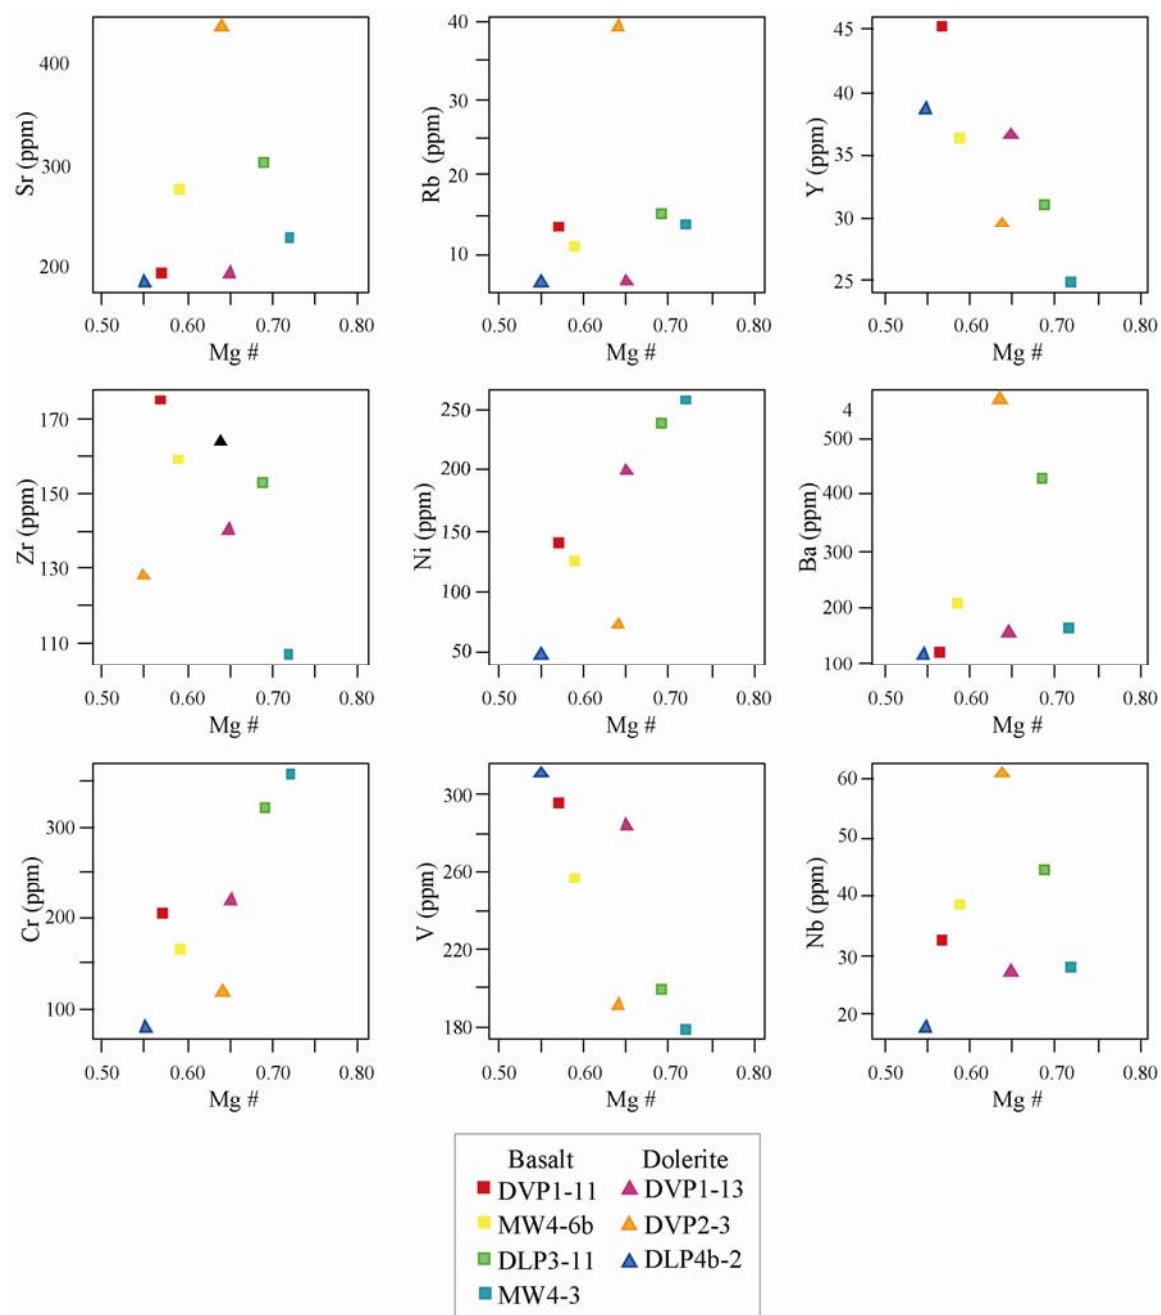 400
300
200
Sr (ppm)
0.50 0.60 0.70 0.80
Mg #
40
30
20
10
Rb (ppm)
0.50 0.60 0.70 0.80
Mg #
45
40
35
30
25
Y (ppm)
0.50 0.60 0.70 0.80
Mg #
170
150
130
110
Zr (ppm)
0.50 0.60 0.70 0.80
Mg #
250
200
150
100
50
Ni (ppm)
0.50 0.60 0.70 0.80
Mg #
4
500
400
300
200
100
Ba (ppm)
0.50 0.60 0.70 0.80
Mg #
300
200
100
Cr (ppm)
0.50 0.60 0.70 0.80
Mg #
300
260
220
180
V (ppm)
0.50 0.60 0.70 0.80
Mg #
60
50
40
30
20
Nb (ppm)
0.50 0.60 0.70 0.80
Mg #
Basalt Dolerite
DVP1-11 DVP1-13
MW4-6b DVP2-3
DLP3-11 DLP4b-2
MW4-3